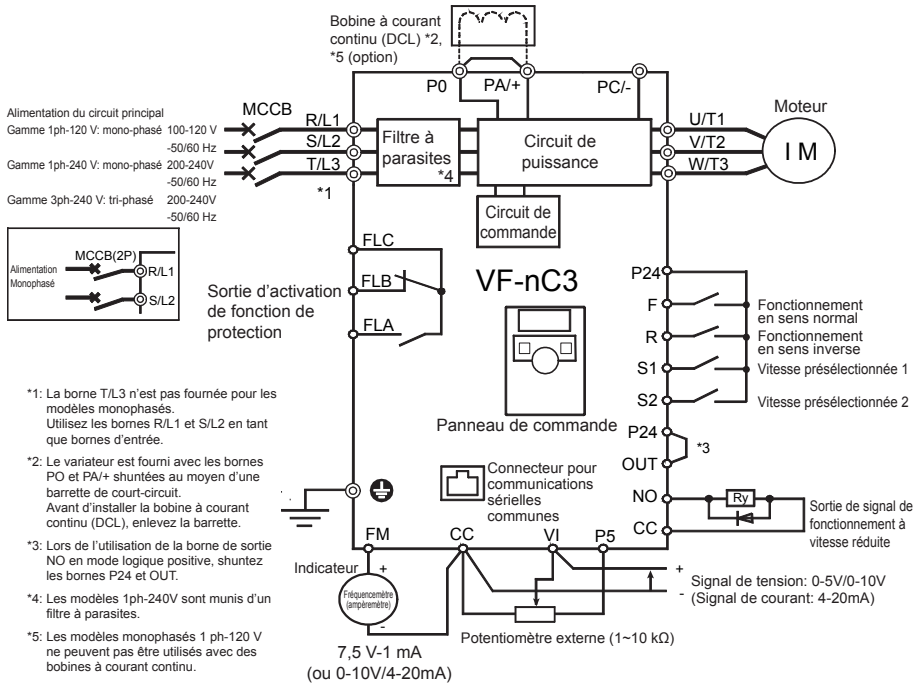 Bobine à courant
continu (DCL) *2,
*5 (option)
P0
PA/+
PC/-
Alimentation du circuit principal
Gamme 1ph-120 V: mono-phasé 100-120 V
-50/60 Hz
Gamme 1ph-240 V: mono-phasé 200-240V
-50/60 Hz
Gamme 3ph-240 V: tri-phasé 200-240V
-50/60 Hz
MCCB
R/L1
S/L2
T/L3
*1
Filtre à
parasites
*4
Circuit de
puissance
Circuit de
commande
U/T1
V/T2
W/T3
Moteur
I M
MCCB(2P)
Alimentation
Monophasé
R/L1
S/L2
FLC
FLB
FLA
Sortie d'activation
de fonction de
protection
VF-nC3
Panneau de commande
P24
F
R
S1
S2
P24
OUT
NO
CC
Fonctionnement
en sens normal
Fonctionnement
en sens inverse
Vitesse présélectionnée 1
Vitesse présélectionnée 2
*3
Ry
Sortie de signal de
fonctionnement à
vitesse réduite
Connecteur pour
communications
sérielles
communes
*1: La borne T/L3 n'est pas fournée pour les
modèles monophasés.
Utilisez les bornes R/L1 et S/L2 en tant
que bornes d'entrée.
*2: Le variateur est fourni avec les bornes
PO et PA/+ shuntées au moyen d'une
barrette de court-circuit.
Avant d'installer la bobine à courant
continu (DCL), enlevez la barrette.
*3: Lors de l'utilisation de la borne de sortie
NO en mode logique positive, shuntez
les bornes P24 et OUT.
*4: Les modèles 1ph-240V sont munis d'un
filtre à parasites.
*5: Les modèles monophasés 1 ph-120 V
ne peuvent pas être utilisés avec des
bobines à courant continu.
FM
CC
VI
P5
Indicateur
+
Fréquencemètre
(ampèremètre)
-
7,5 V-1 mA
(ou 0-10V/4-20mA)
Potentiomètre externe (1~10 kΩ)
+
-
Signal de tension: 0-5V/0-10V
(Signal de courant: 4-20mA)